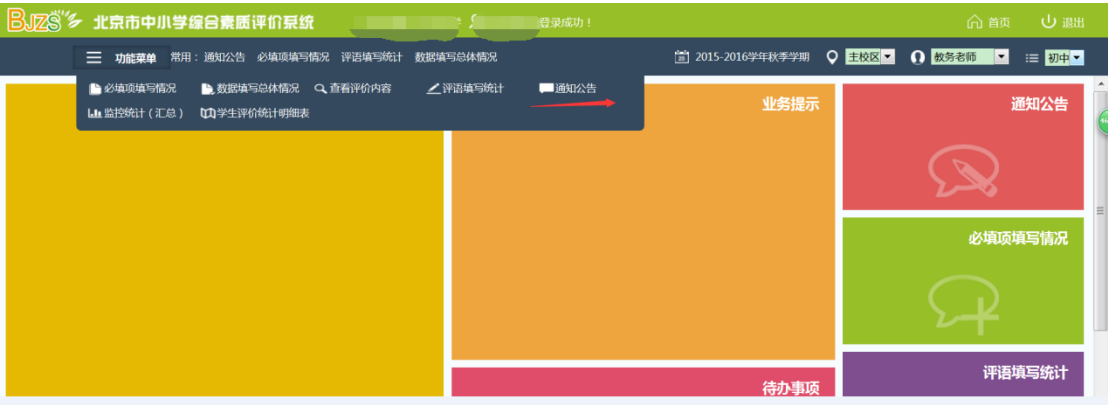 BJZS 北京市中小学综合素质评价系统 登录成功！ 首页 退出
功能菜单 常用： 通知公告 必填项填写情况 评语填写统计 数据填写总体情况 2015-2016学年秋季学期 主校区 教务老师 初中
必填项填写情况 数据填写总体情况 查看评价内容 评语填写统计 通知公告
监控统计（汇总） 学生评价统计明细表
业务提示 通知公告
必填项填写情况
评语填写统计
待办事项